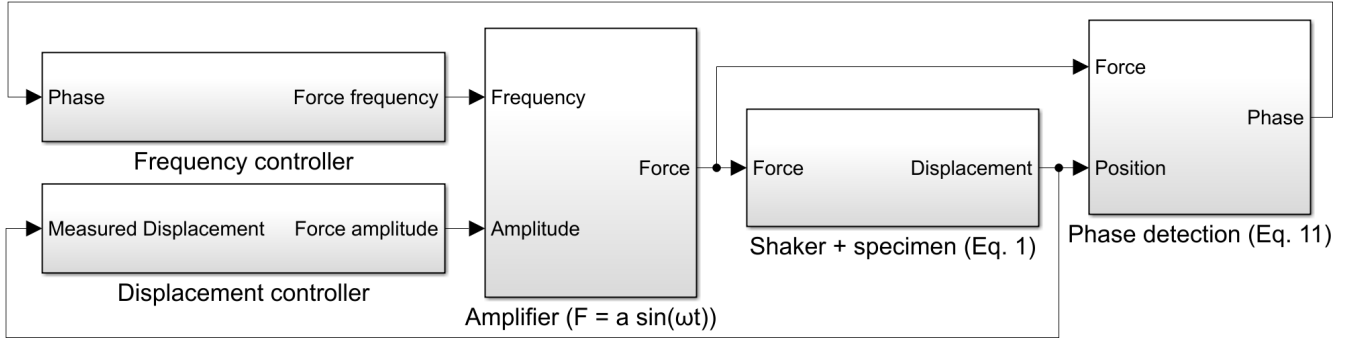 Phase
Force frequency
Frequency controller
Measured Displacement
Force amplitude
Displacement controller
Frequency
Force
Amplitude
Amplifier (F = a sin(ωt))
Force
Displacement
Shaker + specimen (Eq. 1)
Force
Phase
Position
Phase detection (Eq. 11)